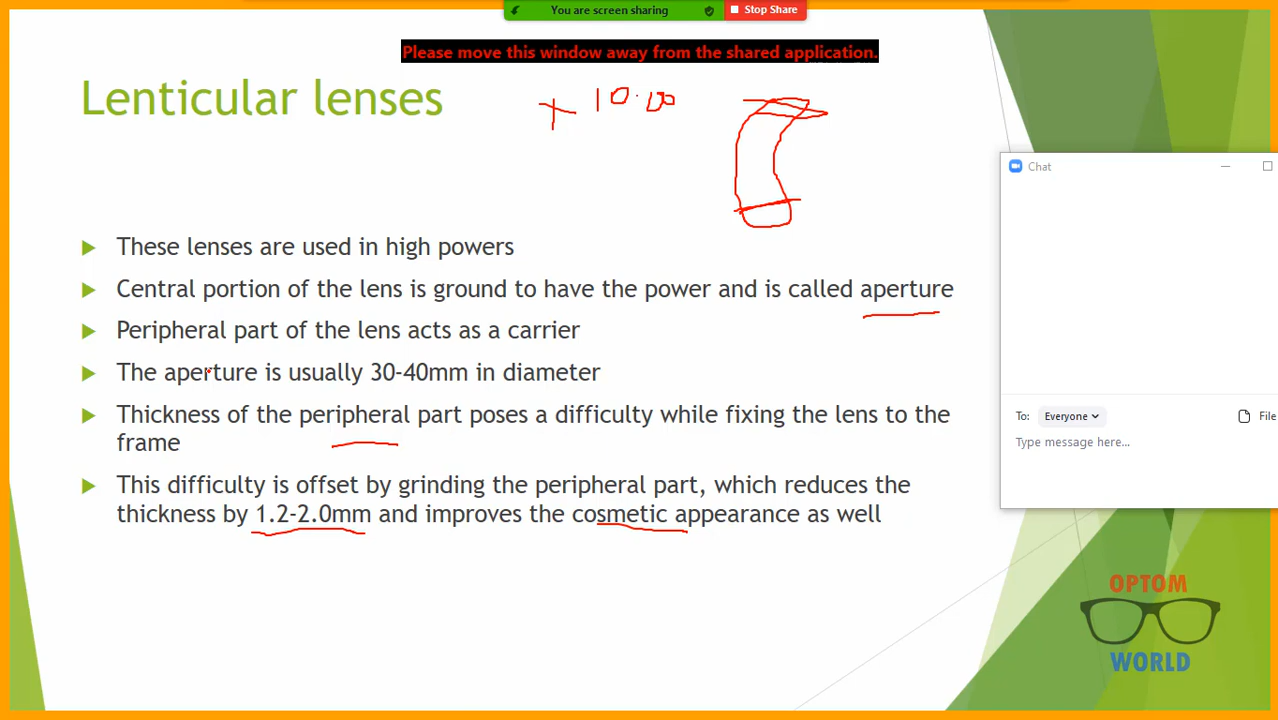 You are screen sharing
Stop Share
Please move this window away from the shared application.
Lenticular lenses
+ 10.00
Chat
These lenses are used in high powers
Central portion of the lens is ground to have the power and is called aperture
Peripheral part of the lens acts as a carrier
The aperture is usually 30-40mm in diameter
Thickness of the peripheral part poses a difficulty while fixing the lens to the
frame
This difficulty is offset by grinding the peripheral part, which reduces the
thickness by 1.2-2.0mm and improves the cosmetic appearance as well
To: Everyone File
Type message here...
OPTOM
WORLD